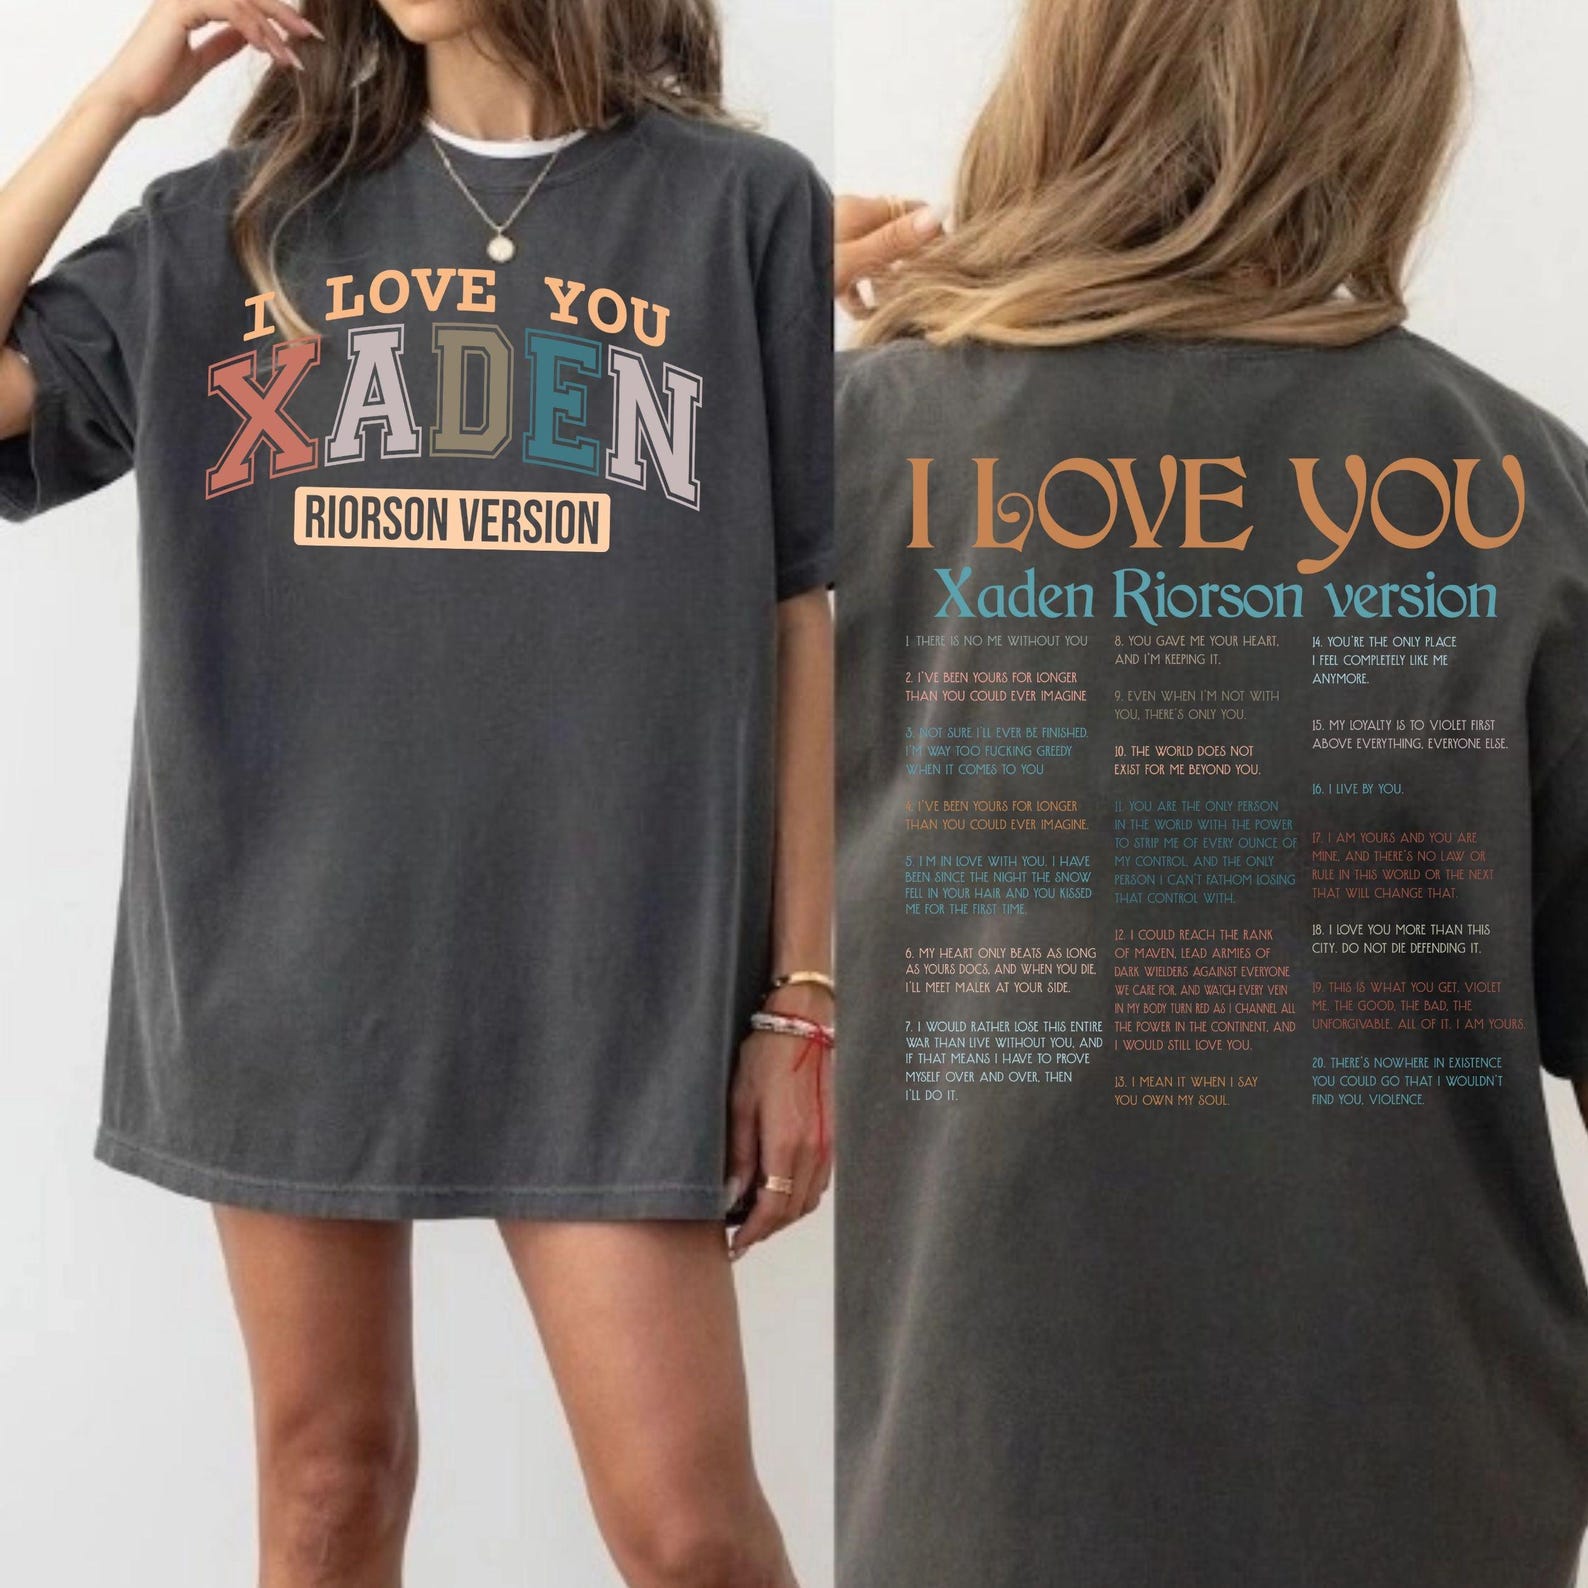 I LOVE YOU
XADEN
RIORSON VERSION
I LOVE YOU
Xaden Riorson version
1 THERE IS NO ME WITHOUT YOU
2. I'VE BEEN YOURS FOR LONGER
THAN YOU COULD EVER IMAGINE
3. NOT SURE I'LL EVER BE FINISHED.
I'M WAY TOO FUCKING GREEDY
WHEN IT COMES TO YOU
4. I'VE BEEN YOURS FOR LONGER
THAN YOU COULD EVER IMAGINE.
5. I M IN LOVE WITH YOU. I HAVE
BEEN SINCE THE NIGHT THE SNOW
FELL IN YOUR HAIR AND YOU KISSED
ME FOR THE FIRST TIME.
6. MY HEART ONLY BEATS AS LONG
AS YOURS DOCS, AND WHEN YOU DIE,
I'LL MEET MALEK AT YOUR SIDE.
7. I WOULD RATHER LOSE THIS ENTIRE
WAR THAN LIVE WITHOUT YOU, AND
IF THAT MEANS I HAVE TO PROVE
MYSELF OVER AND OVER, THEN
I'LL DO IT.
8. YOU GAVE ME YOUR HEART,
AND I'M KEEPING IT.
9. EVEN WHEN I'M NOT WITH
YOU, THERE'S ONLY YOU.
10. THE WORLD DOES NOT
EXIST FOR ME BEYOND YOU.
11. YOU ARE THE ONLY PERSON
IN THE WORLD WITH THE POWER
TO STRIP ME OF EVERY OUNCE OF
MY CONTROL, AND THE ONLY
PERSON I CAN'T FATHOM LOSING
THAT CONTROL WITH.
12. I COULD REACH THE RANK
OF MAVEN, LEAD ARMIES OF
DARK WIELDERS AGAINST EVERYONE
WE CARE FOR, AND WATCH EVERY VEIN
IN MY BODY TURN RED AS I CHANNEL ALL
THE POWER IN THE CONTINENT, AND
I WOULD STILL LOVE YOU.
13. I MEAN IT WHEN I SAY
YOU OWN MY SOUL.
14. YOU'RE THE ONLY PLACE
I FEEL COMPLETELY LIKE ME
ANYMORE.
15. MY LOYALTY IS TO VIOLET FIRST
ABOVE EVERYTHING, EVERYONE ELSE.
16. I LIVE BY YOU.
17. I AM YOURS AND YOU ARE
MINE, AND THERE'S NO LAW OR
RULE IN THIS WORLD OR THE NEXT
THAT WILL CHANGE THAT.
18. I LOVE YOU MORE THAN THIS
CITY. DO NOT DIE DEFENDING IT.
19. THIS IS WHAT YOU GET, VIOLET
ME. THE GOOD, THE BAD, THE
UNFORGIVABLE. ALL OF IT. I AM YOURS.
20. THERE'S NOWHERE IN EXISTENCE
YOU COULD GO THAT I WOULDN'T
FIND YOU, VIOLENCE.